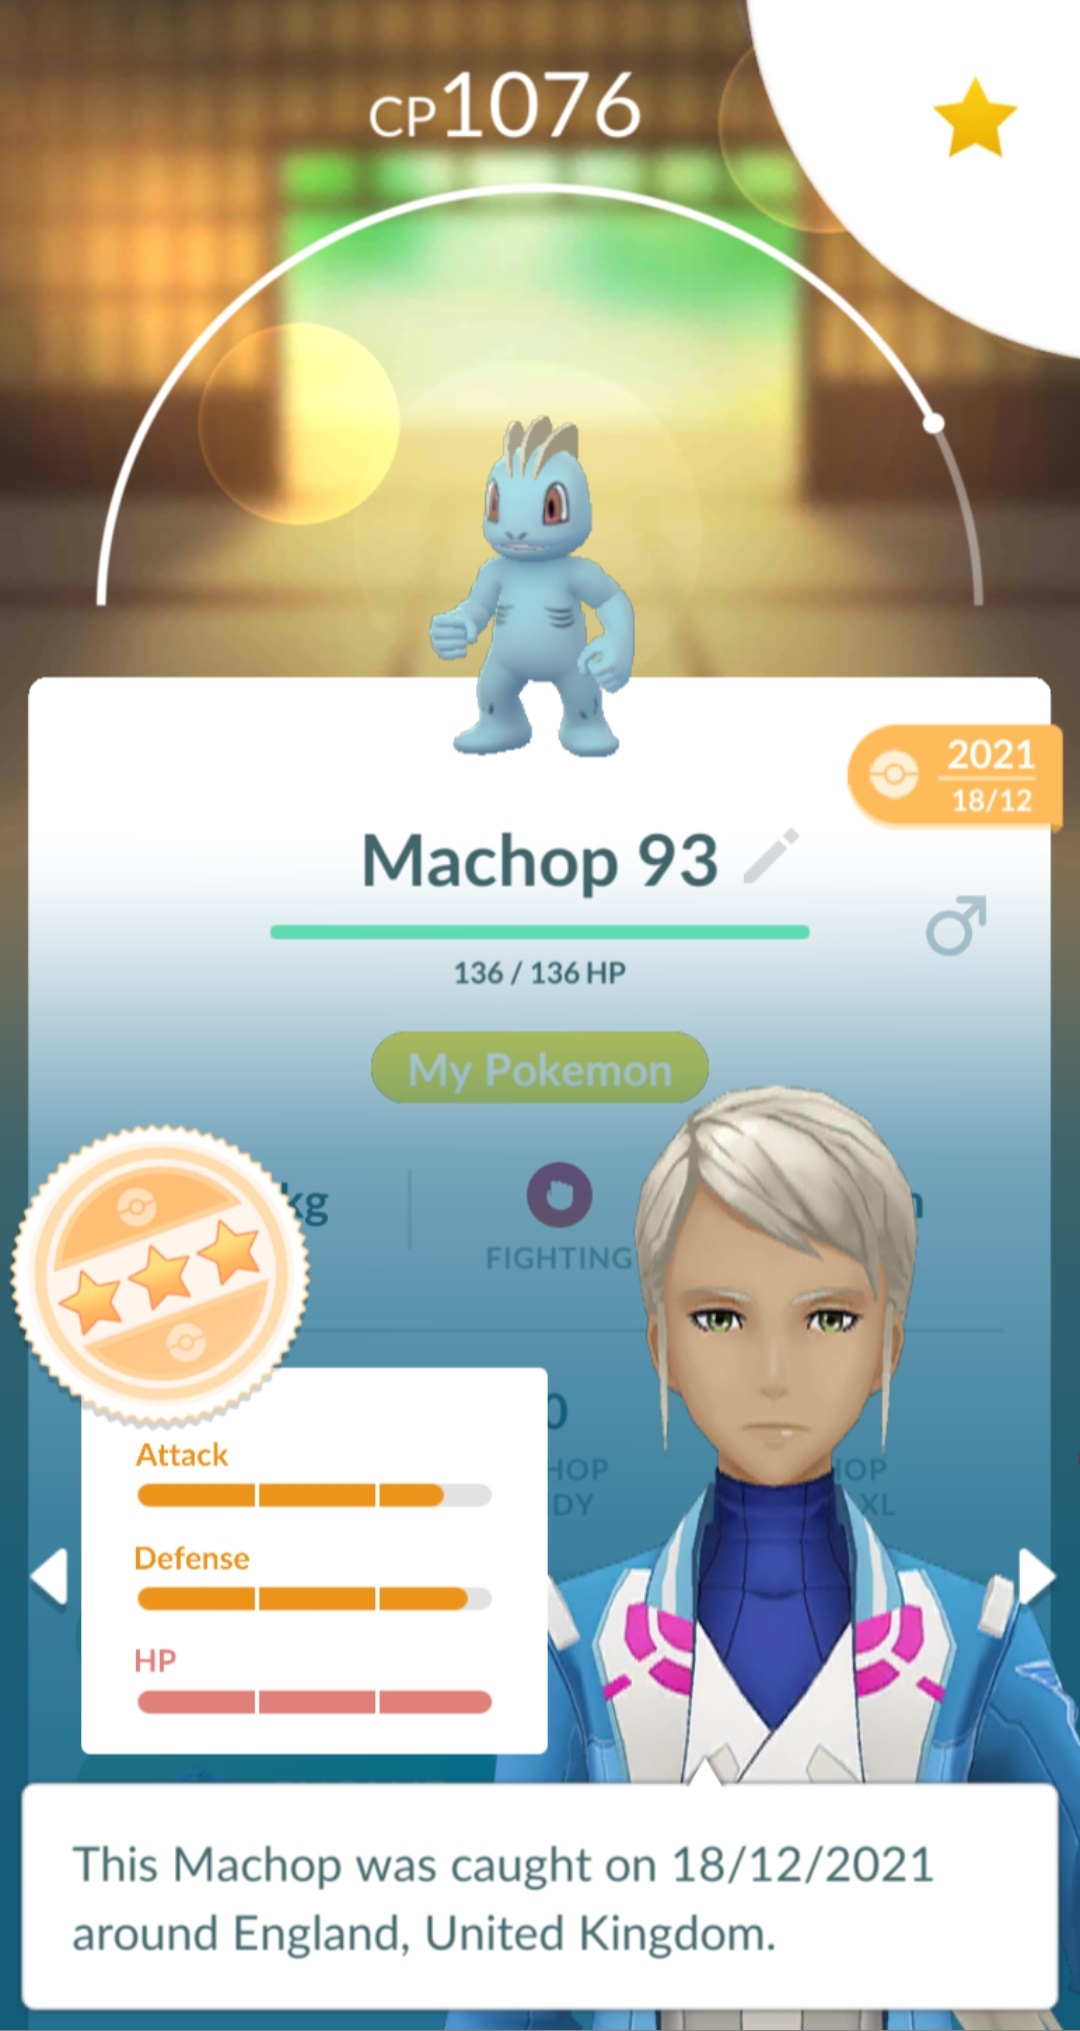 CP1076
2021
18/12
Machop 93
136 / 136 HP
My Pokemon
kg
FIGHTING
Attack
Defense
HP
This Machop was caught on 18/12/2021
around England, United Kingdom.